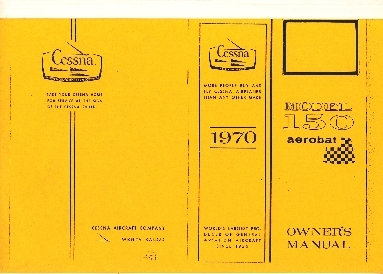 Cessna
TAKE YOUR CESSNA HOME
FOR SERVICE AT THE SIGN
OF THE CESSNA SHIELD
CESSNA AIRCRAFT COMPANY
WICHITA, KANSAS
Cessna
MORE PEOPLE BUY AND
FLY CESSNA AIRPLANES
THAN ANY OTHER MAKE
1970
WORLD'S LARGEST PRO-
DUCER OF GENERAL
AVIATION AIRCRAFT
SINCE 1956
MODEL
150
aerobat
OWNER'S
MANUAL